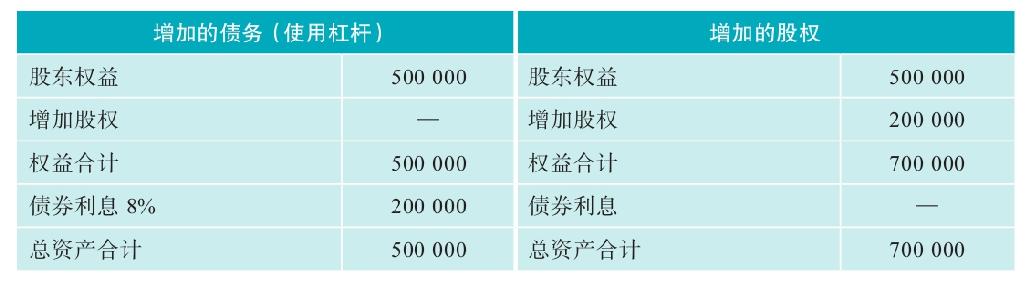 增加的债务（使用杠杆） 增加的股权
股东权益 500 000 股东权益 500 000
增加股权 — 增加股权 200 000
权益合计 500 000 权益合计 700 000
债券利息 8% 200 000 债券利息 —
总资产合计 500 000 总资产合计 700 000